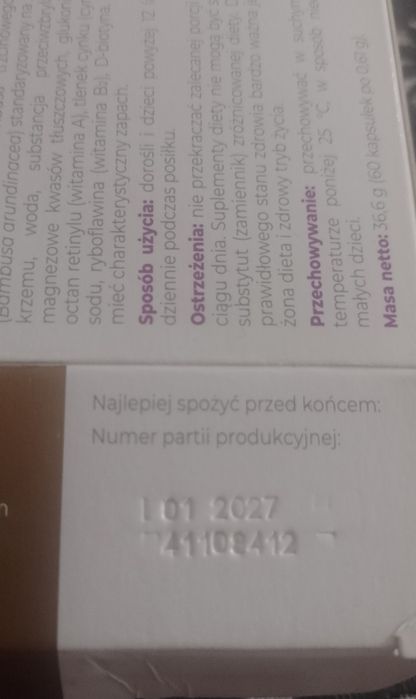 (Bambusa arundinacea) standaryzowany na
krzemu, woda, substancja
magnezowe kwasów tłuszczowych,
octan retinylu (witamina A), tlenek cynku (cyn
sodu, ryboflawina (witamina B₂), D-biotyna.
mieć charakterystyczny zapach.
Sposób użycia: dorośli i dzieci powyżej 12.
dziennie podczas posiłku.
Ostrzeżenia: nie przekraczać zalecanej porcji
ciągu dnia. Suplementy diety nie mogą być s
substytut (zamiennik) zróżnicowanej diety.
prawidłowego stanu zdrowia bardzo ważna je
żona dieta i zdrowy tryb życia.
Przechowywanie: przechowywać w suchym
temperaturze poniżej 25 °C, w sposób nie
małych dzieci.
Masa netto: 36,6 g (60 kapsułek po 0,61 g).
Najlepiej spożyć przed końcem:
Numer partii produkcyjnej:
01 2027
41108412